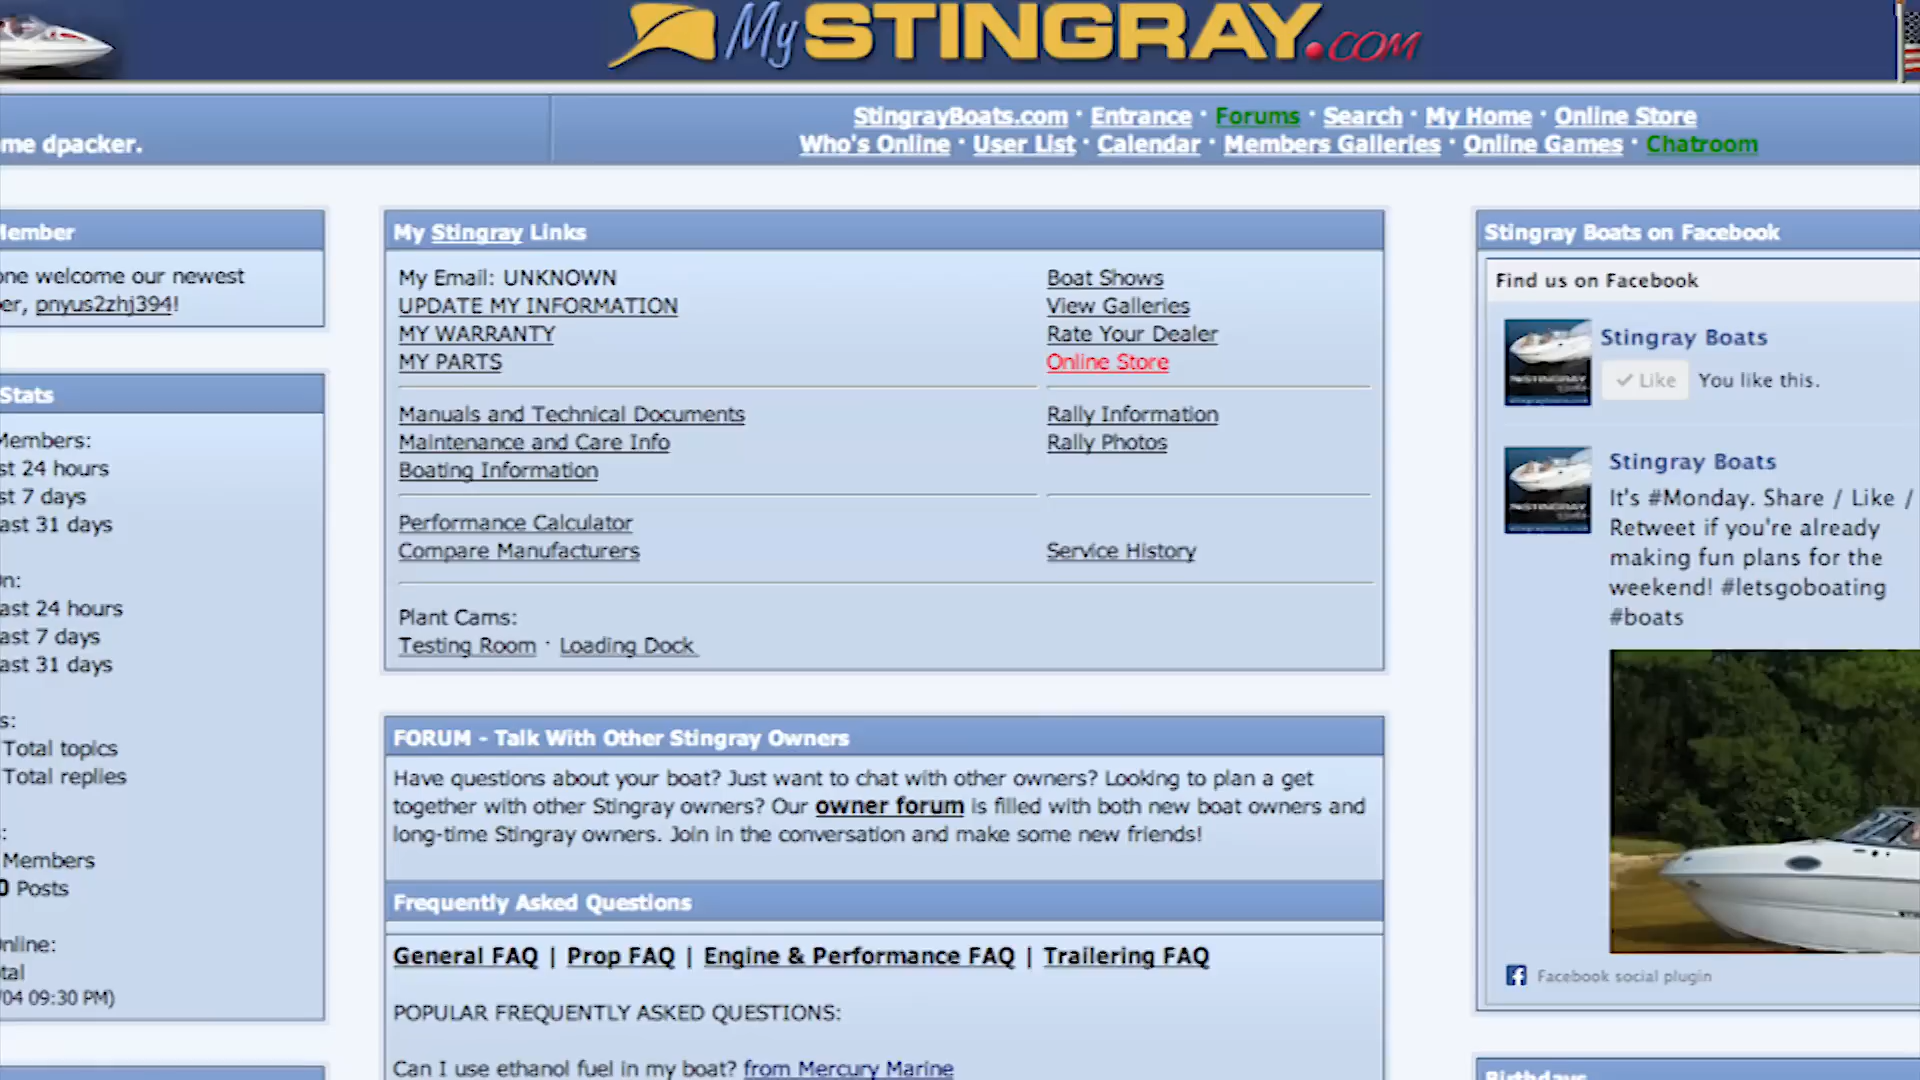 MySTINGRAY.COM
StingrayBoats.com · Entrance · Forums · Search · My Home · Online Store
me dpacker.
Who's Online · User List · Calendar · Members Galleries · Online Games · Chatroom
Member
one welcome our newest
er, pnyus2zhj394!
Stats
Members:
st 24 hours
st 7 days
ast 31 days
On:
ast 24 hours
ast 7 days
ast 31 days
s:
Total topics
Total replies
:
Members
0 Posts
Online:
tal
/04 09:30 PM)
My Stingray Links
My Email: UNKNOWN
UPDATE MY INFORMATION
MY WARRANTY
MY PARTS
Boat Shows
View Galleries
Rate Your Dealer
Online Store
Manuals and Technical Documents
Maintenance and Care Info
Boating Information
Rally Information
Rally Photos
Performance Calculator
Compare Manufacturers
Service History
Plant Cams:
Testing Room · Loading Dock
FORUM - Talk With Other Stingray Owners
Have questions about your boat? Just want to chat with other owners? Looking to plan a get
together with other Stingray owners? Our owner forum is filled with both new boat owners and
long-time Stingray owners. Join in the conversation and make some new friends!
Frequently Asked Questions
General FAQ | Prop FAQ | Engine & Performance FAQ | Trailering FAQ
POPULAR FREQUENTLY ASKED QUESTIONS:
Can I use ethanol fuel in my boat? from Mercury Marine
Stingray Boats on Facebook
Find us on Facebook
Stingray Boats
Like You like this.
Stingray Boats
It's #Monday. Share / Like /
Retweet if you're already
making fun plans for the
weekend! #letsgoboating
#boats
Facebook social plugin
Birthdays